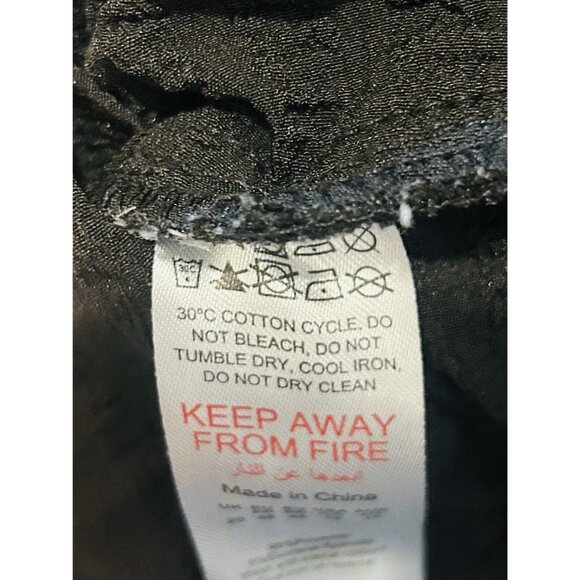 30°C
30°C COTTON CYCLE, DO
NOT BLEACH, DO NOT
TUMBLE DRY, COOL IRON,
DO NOT DRY CLEAN
KEEP AWAY
FROM FIRE
ابعدها عن النار
Made in China